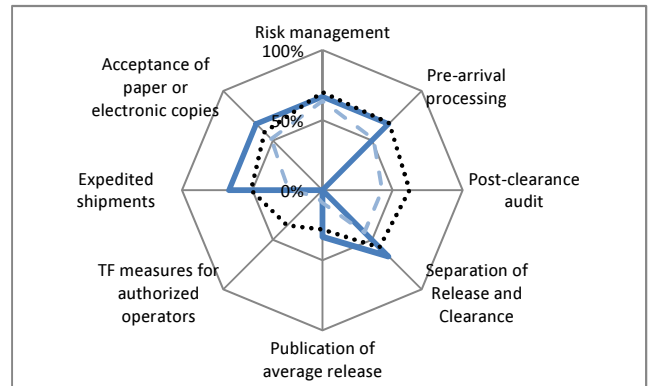 Risk management
100%
Acceptance of
paper or
electronic copies
Pre-arrival
processing
50%
Expedited
shipments
0%
Post-clearance
audit
TF measures for
authorized
operators
Separation of
Release and
Clearance
Publication of
average release